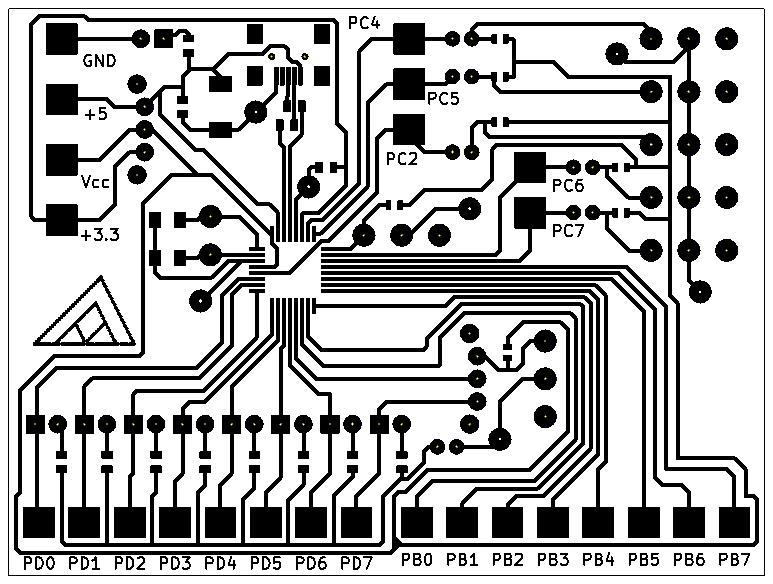 PC4
GND
PC5
+5
PC2
Vcc
PC6
+3.3
PC7
PD0 PD1 PD2 PD3 PD4 PD5 PD6 PD7 PB0 PB1 PB2 PB3 PB4 PB5 PB6 PB7